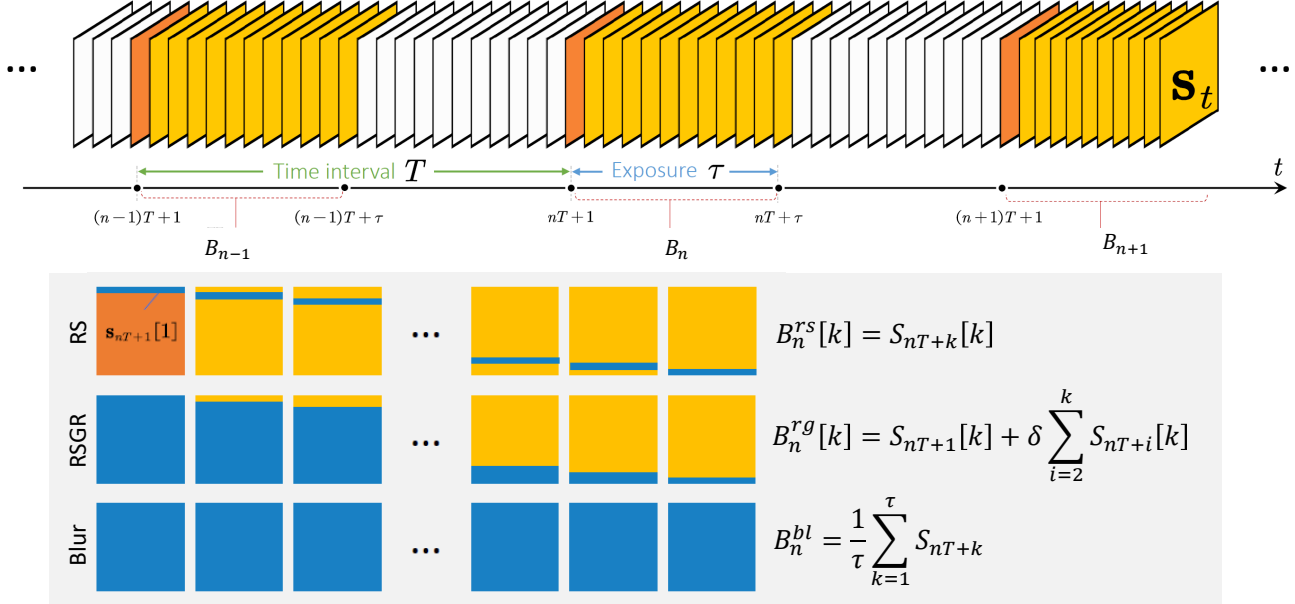 ... ...
𝐬_t
Time interval T Exposure τ t
(n−1)T+1 (n−1)T+τ nT+1 nT+τ (n+1)T+1
B_{n−1} B_n B_{n+1}
RS 𝐬_{nT+1}[1] ... B_n^{rs}[k] = S_{nT+k}[k]
RSGR ... B_n^{rg}[k] = S_{nT+1}[k] + δ ∑_{i=2}^{k} S_{nT+i}[k]
Blur ... B_n^{bl} = \frac{1}{τ} ∑_{k=1}^{τ} S_{nT+k}